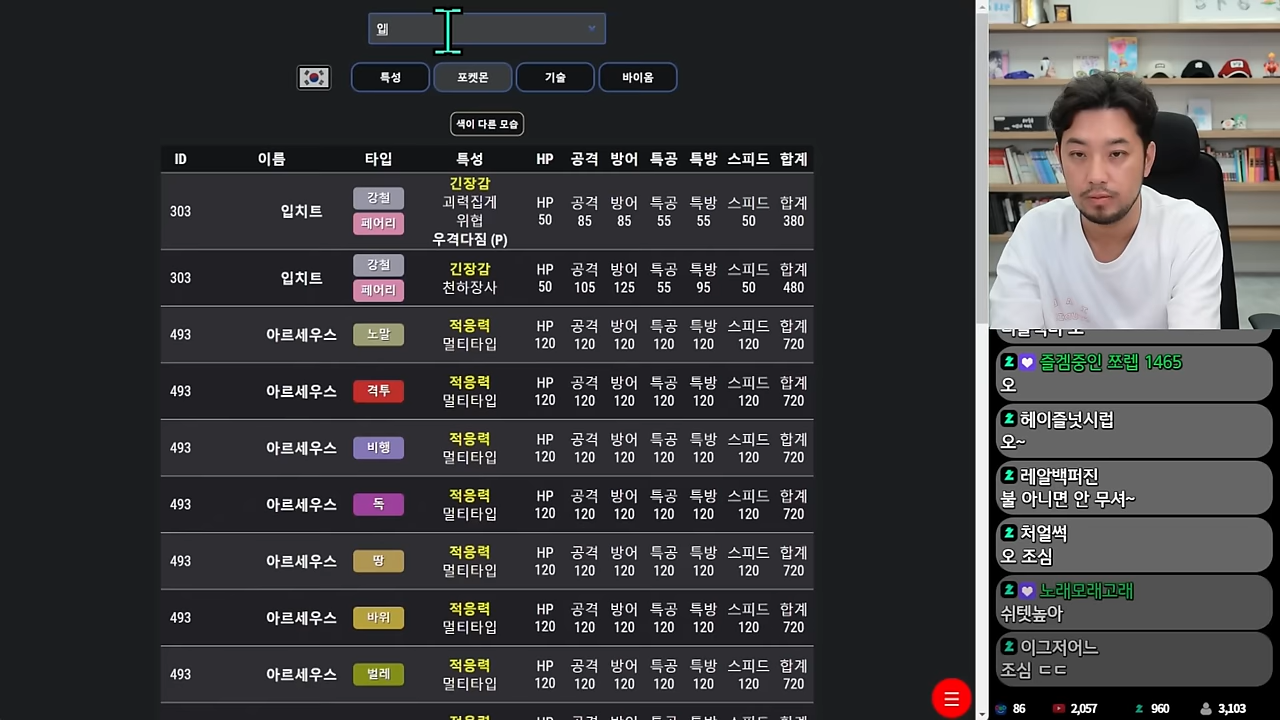 입
특성
포켓몬
기술
바이옴
색이 다른 모습
ID 이름 타입 특성 HP 공격 방어 특공 특방 스피드 합계
303 입치트 강철 페어리 긴장감 괴력집게 위협 우격다짐 (P) HP 50 공격 85 방어 85 특공 55 특방 55 스피드 50 합계 380
303 입치트 강철 페어리 긴장감 천하장사 HP 50 공격 105 방어 125 특공 55 특방 95 스피드 50 합계 480
493 아르세우스 노말 적응력 멀티타입 HP 120 공격 120 방어 120 특공 120 특방 120 스피드 120 합계 720
493 아르세우스 격투 적응력 멀티타입 HP 120 공격 120 방어 120 특공 120 특방 120 스피드 120 합계 720
493 아르세우스 비행 적응력 멀티타입 HP 120 공격 120 방어 120 특공 120 특방 120 스피드 120 합계 720
493 아르세우스 독 적응력 멀티타입 HP 120 공격 120 방어 120 특공 120 특방 120 스피드 120 합계 720
493 아르세우스 땅 적응력 멀티타입 HP 120 공격 120 방어 120 특공 120 특방 120 스피드 120 합계 720
493 아르세우스 바위 적응력 멀티타입 HP 120 공격 120 방어 120 특공 120 특방 120 스피드 120 합계 720
493 아르세우스 벌레 적응력 멀티타입 HP 120 공격 120 방어 120 특공 120 특방 120 스피드 120 합계 720
적응력 HP 공격 방어 특공 특방 스피드 합계
즐겜중인 쪼렙 1465
오
헤이즐넛시럽
오~
레알백퍼진
불 아니면 안 무셔~
처얼썩
오 조심
노래모래고래
쉬텟높아
이그저어느
조심 ㄷㄷ
86 2,057 960 3,103